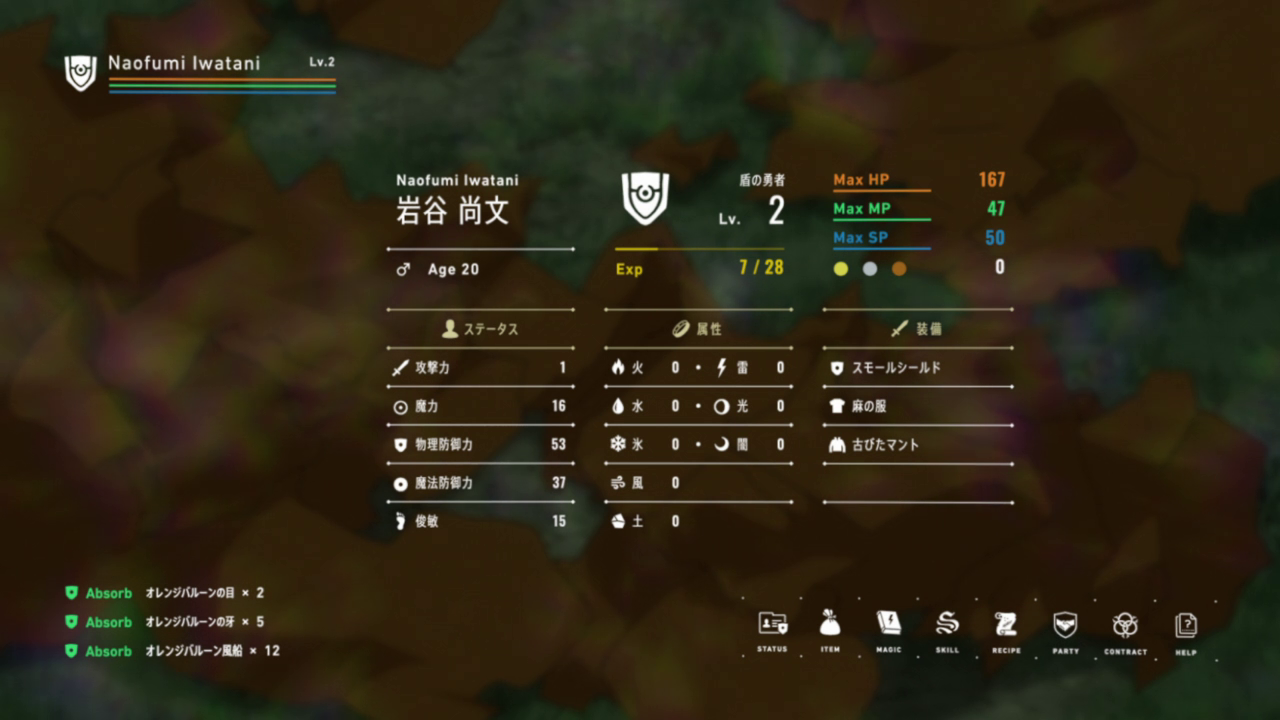 Naofumi Iwatani Lv.2
Naofumi Iwatani
岩谷 尚文
♂ Age 20
盾の勇者
Lv. 2
Exp 7 / 28
Max HP 167
Max MP 47
Max SP 50
0
ステータス
攻撃力 1
魔力 16
物理防御力 53
魔法防御力 37
俊敏 15
属性
火 0 • 雷 0
水 0 • 光 0
氷 0 • 闇 0
風 0
土 0
装備
スモールシールド
麻の服
古びたマント
Absorb オレンジバルーンの目 × 2
Absorb オレンジバルーンの牙 × 5
Absorb オレンジバルーン風船 × 12
STATUS ITEM MAGIC SKILL RECIPE PARTY CONTRACT HELP